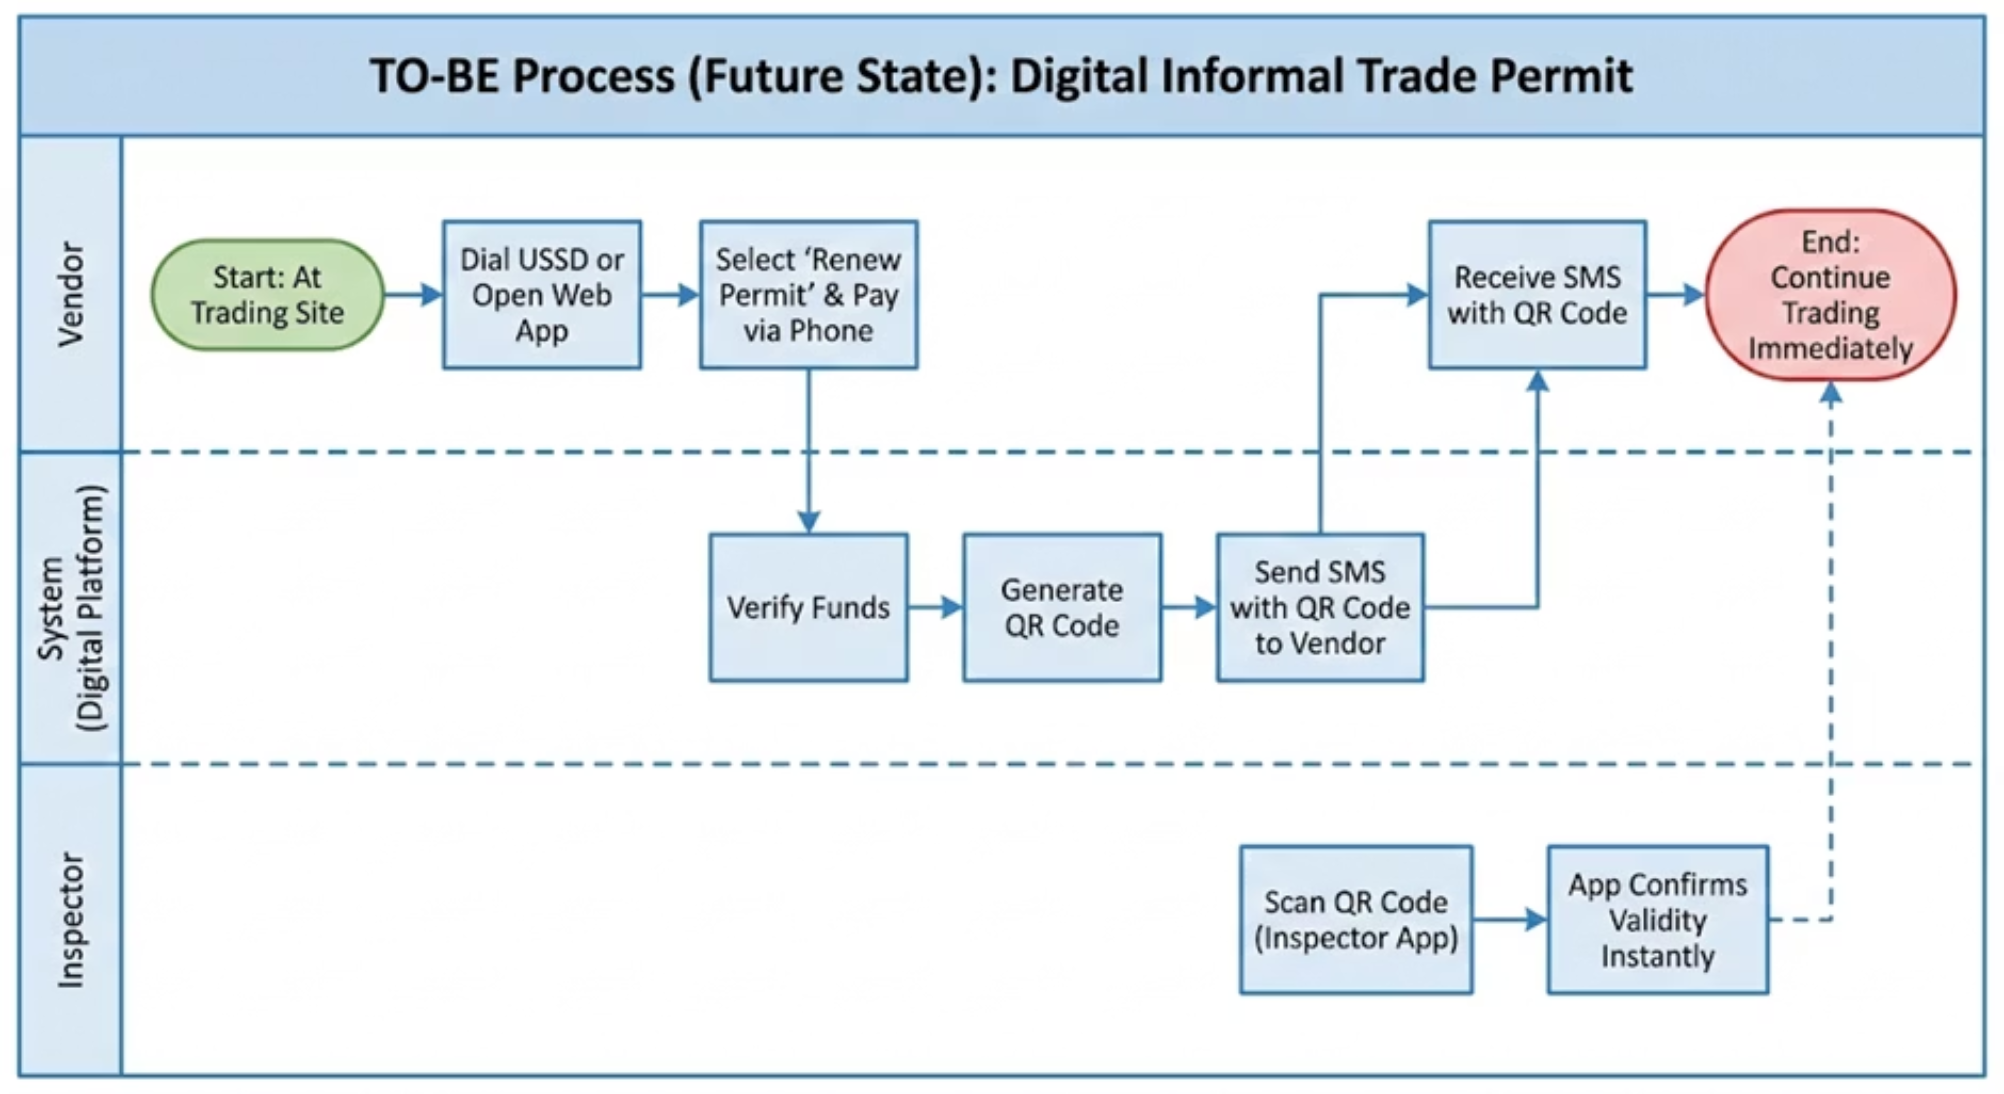 TO-BE Process (Future State): Digital Informal Trade Permit
Vendor
Start: At
Trading Site
Dial USSD or
Open Web
App
Select ‘Renew
Permit’ & Pay
via Phone
Receive SMS
with QR Code
End:
Continue
Trading
Immediately
System
(Digital Platform)
Verify Funds
Generate
QR Code
Send SMS
with QR Code
to Vendor
Inspector
Scan QR Code
(Inspector App)
App Confirms
Validity
Instantly